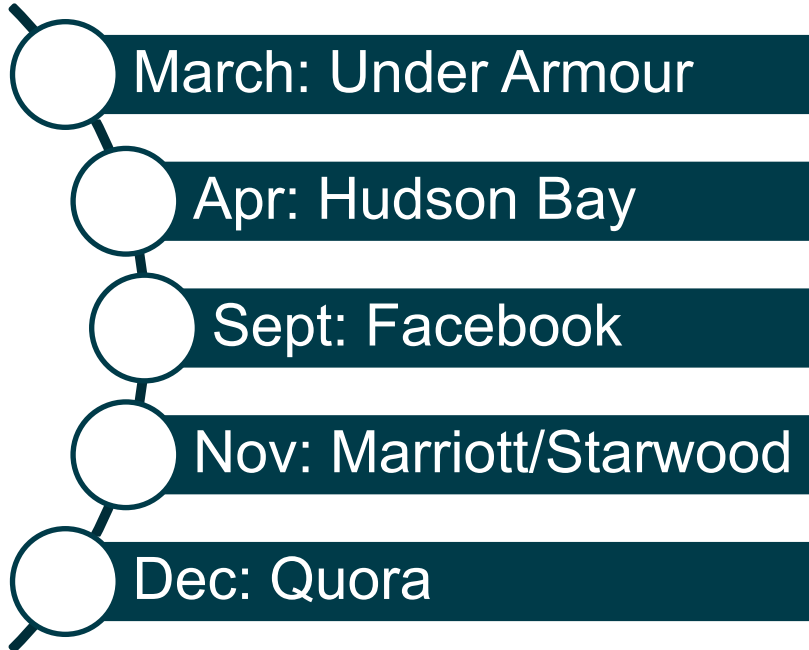 March: Under Armour
Apr: Hudson Bay
Sept: Facebook
Nov: Marriott/Starwood
Dec: Quora